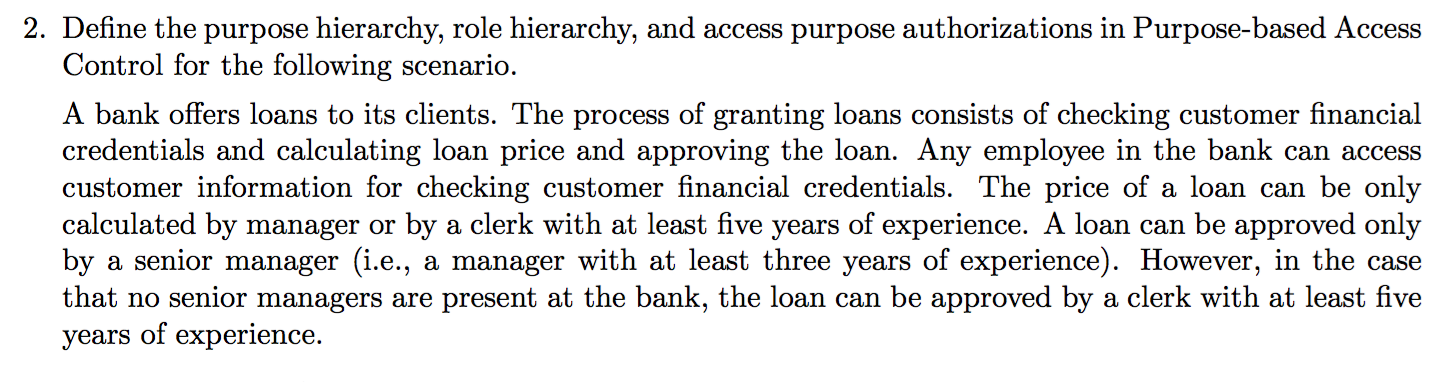 2. Define the purpose hierarchy, role hierarchy, and access purpose authorizations in Purpose-based Access
Control for the following scenario.
A bank offers loans to its clients. The process of granting loans consists of checking customer financial
credentials and calculating loan price and approving the loan. Any employee in the bank can access
customer information for checking customer financial credentials. The price of a loan can be only
calculated by manager or by a clerk with at least five years of experience. A loan can be approved only
by a senior manager (i.e., a manager with at least three years of experience). However, in the case
that no senior managers are present at the bank, the loan can be approved by a clerk with at least five
years of experience.